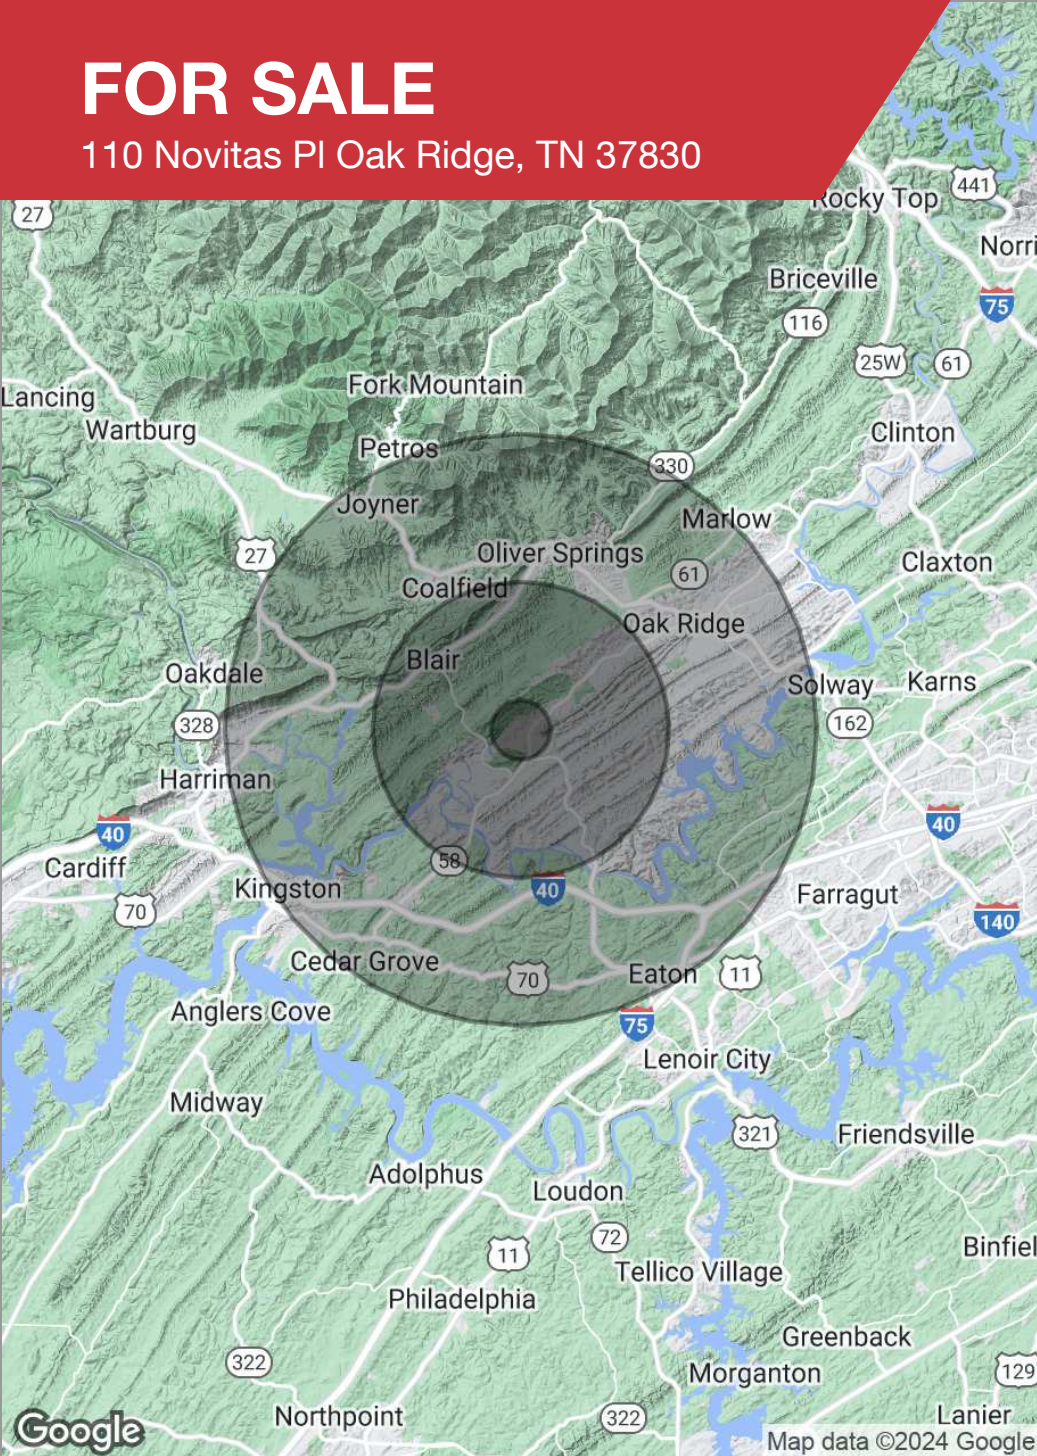 FOR SALE
110 Novitas Pl Oak Ridge, TN 37830
27
Rocky Top
441
Briceville
75
116
25W
61
Lancing
Fork Mountain
Wartburg
Clinton
Petros
330
Joyner
Marlow
27
Oliver Springs
Claxton
61
Coalfield
Oak Ridge
Blair
Oakdale
Solway
Karns
328
162
Harriman
40
40
58
Cardiff
Kingston
40
Farragut
70
140
Cedar Grove
70
Eaton
11
Anglers Cove
75
Lenoir City
Midway
321
Friendsville
Adolphus
Loudon
72
11
Binfiel
Tellico Village
Philadelphia
Greenback
322
Morganton
129
Northpoint
322
Lanier
Google
Map data ©2024 Google